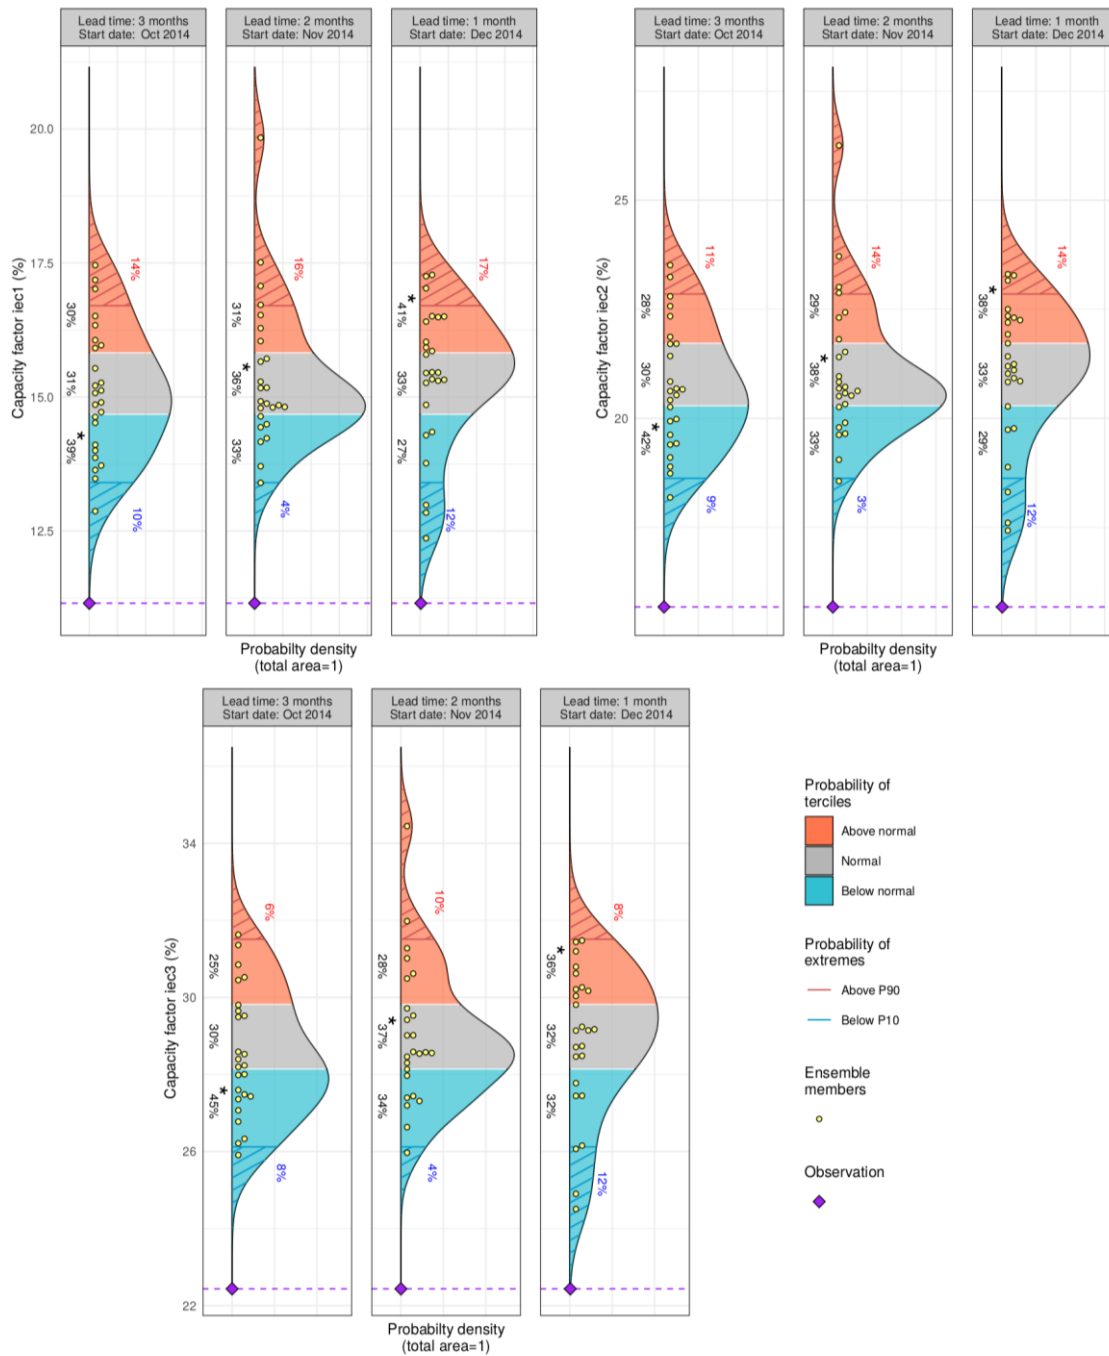 Lead time: 3 months
Start date: Oct 2014
Lead time: 2 months
Start date: Nov 2014
Lead time: 1 month
Start date: Dec 2014
Capacity factor iec1 (%)
20.0
17.5
15.0
12.5
14%
30%
31%
*
39%
10%
16%
31%
*
36%
33%
4%
17%
*
41%
33%
27%
12%
Probabilty density
(total area=1)
Lead time: 3 months
Start date: Oct 2014
Lead time: 2 months
Start date: Nov 2014
Lead time: 1 month
Start date: Dec 2014
Capacity factor iec2 (%)
25
20
11%
28%
30%
*
42%
9%
14%
28%
*
38%
33%
3%
14%
*
38%
33%
29%
12%
Probabilty density
(total area=1)
Lead time: 3 months
Start date: Oct 2014
Lead time: 2 months
Start date: Nov 2014
Lead time: 1 month
Start date: Dec 2014
Capacity factor iec3 (%)
34
30
26
22
6%
25%
30%
*
45%
8%
10%
28%
*
37%
34%
4%
8%
*
36%
32%
32%
12%
Probabilty density
(total area=1)
Probability of
terciles
Above normal
Normal
Below normal
Probability of
extremes
Above P90
Below P10
Ensemble
members
Observation